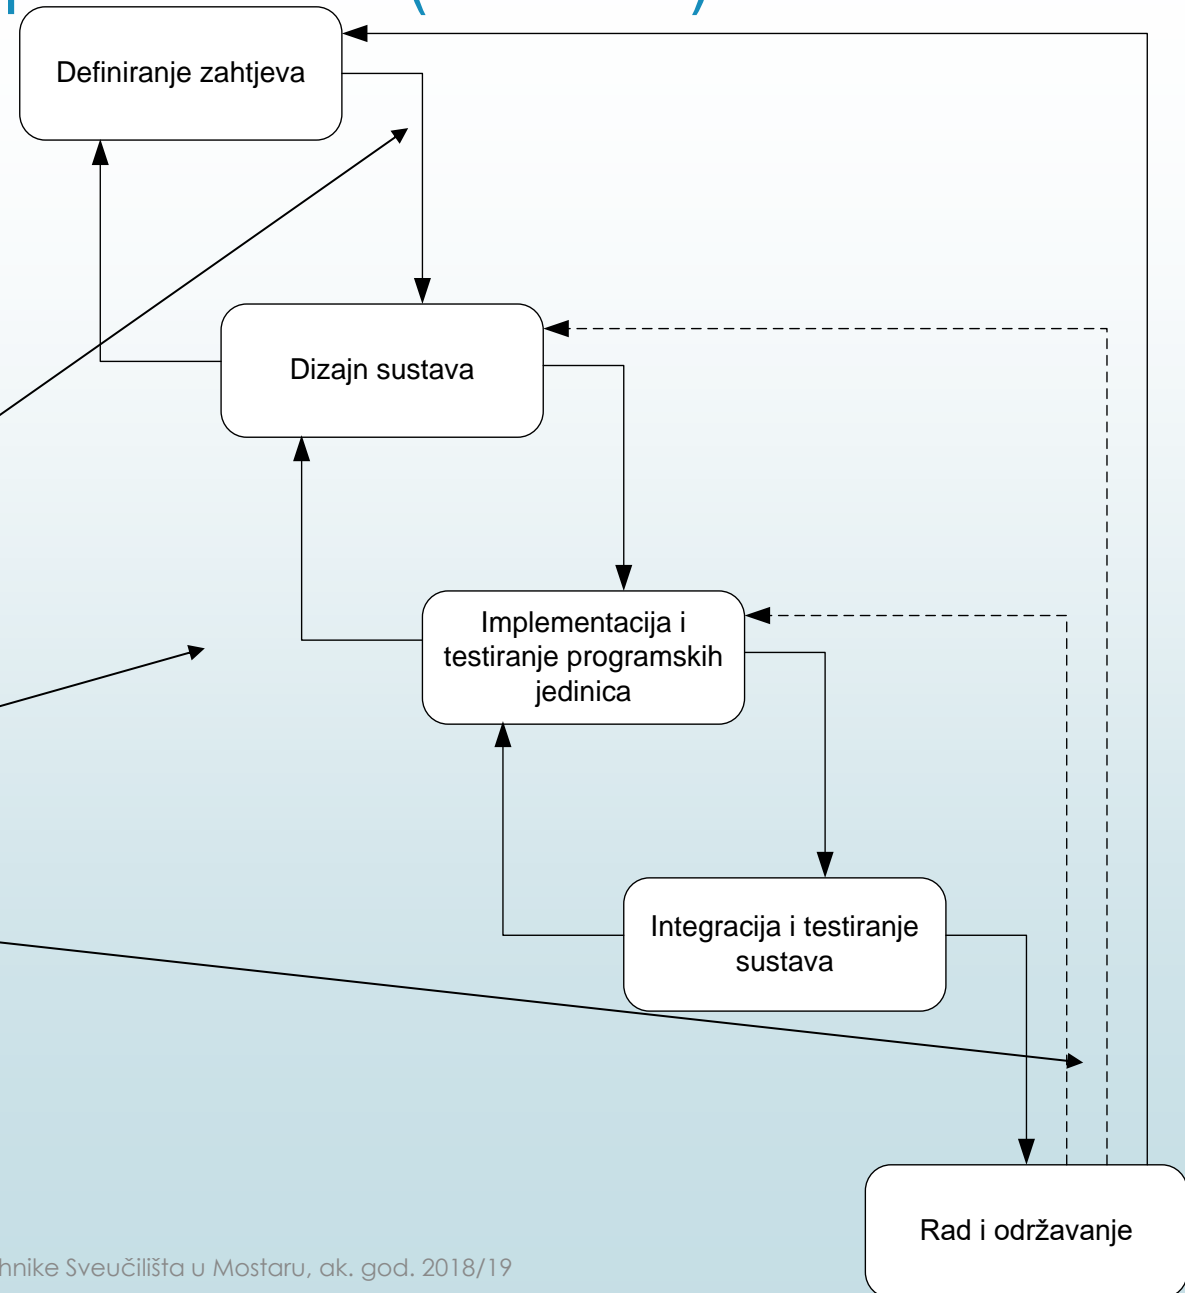 Definiranje zahtjeva
Dizajn sustava
Implementacija i
testiranje programskih
jedinica
Integracija i testiranje
sustava
Rad i održavanje
Sveučilišta u Mostaru, ak. god. 2018/19